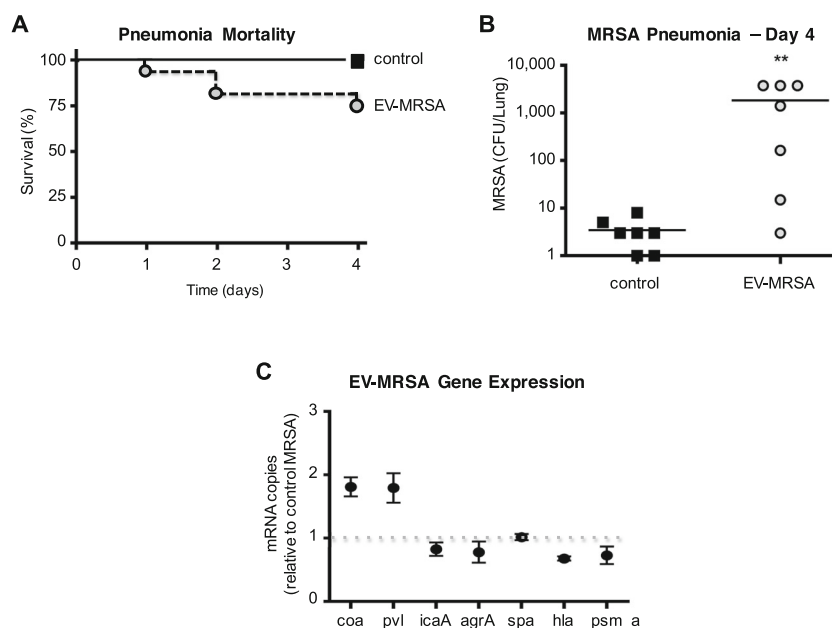 A
Pneumonia Mortality
100
75
50
25
0
Survival (%)
control
EV-MRSA
0 1 2 3 4
Time (days)
B
MRSA Pneumonia – Day 4
**
10,000
1,000
100
10
1
MRSA (CFU/Lung)
control EV-MRSA
C
EV-MRSA Gene Expression
3
2
1
0
mRNA copies
(relative to control MRSA)
coa pvl icaA agrA spa hla psm a